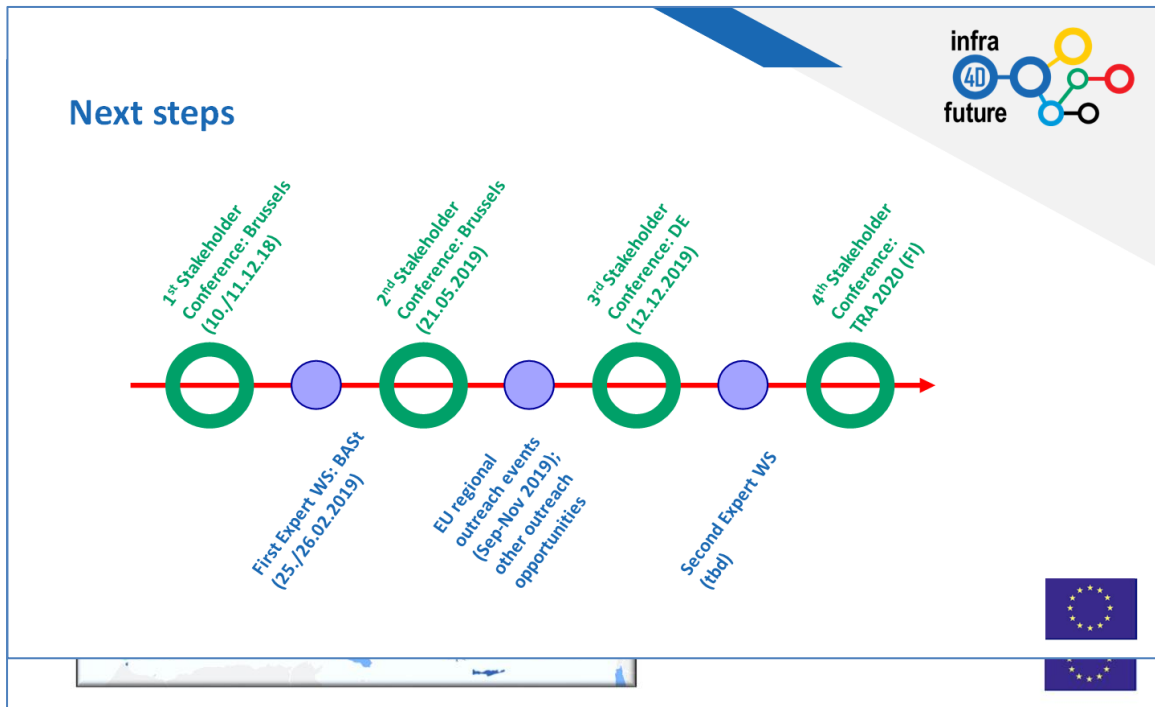 infra
4D
future
Next steps
1st Stakeholder
Conference: Brussels
(10./11.12.18)
2nd Stakeholder
Conference: Brussels
(21.05.2019)
3rd Stakeholder
Conference: DE
(12.12.2019)
4th Stakeholder
Conference:
TRA 2020 (FI)
First Expert WS: BASt
(25./26.02.2019)
EU regional
outreach events
(Sep-Nov 2019);
other outreach
opportunities
Second Expert WS
(tbd)